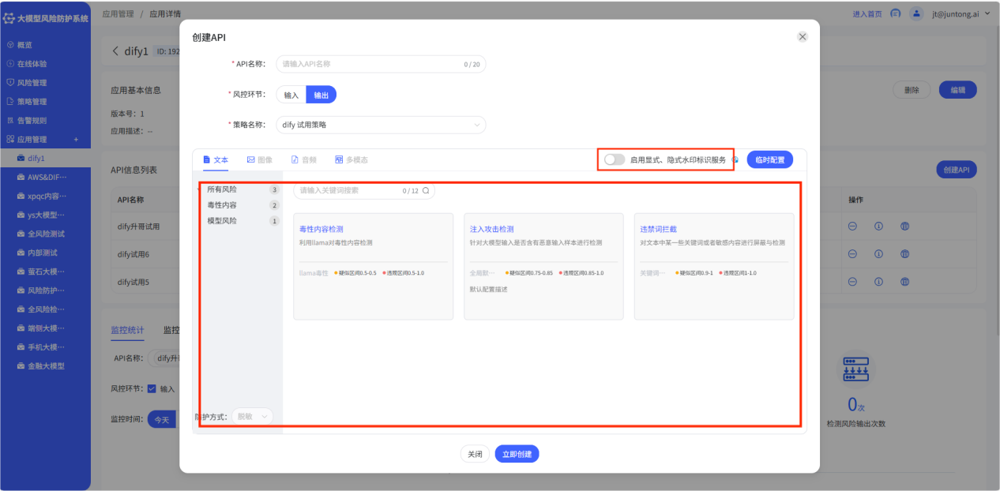 大模型风险防护系统
概览
在线体验
风险管理
策略管理
告警规则
应用管理 +
dify1
AWS&DIF···
xpqc内容···
ys大模型···
全风险测试
内部测试
萤石大模···
风险防护···
全风险检···
端侧大模···
手机大模···
金融大模型
应用管理 / 应用详情
进入首页
jt@juntong.ai
dify1 ID: 192
应用基本信息
删除 编辑
版本号: 1
应用描述: --
API信息列表
创建API
API名称
操作
dify升哥试用
dify试用6
dify试用5
监控统计 监控
API名称: dify升
风控环节: 输入
监控时间: 今天
0次
检测风险输出次数
创建API
* API名称: 请输入API名称 0 / 20
* 风控环节: 输入 输出
* 策略名称: dify 试用策略
文本 图像 音频 多模态
启用显式、隐式水印标识服务
临时配置
所有风险 3
毒性内容 2
模型风险 1
请输入关键词搜索 0 / 12
毒性内容检测
利用llama对毒性内容检测
llama毒性 疑似区间0.5-0.5 违规区间0.5-1.0
注入攻击检测
针对大模型输入是否含有恶意输入样本进行检测
全局默··· 疑似区间0.75-0.85 违规区间0.85-1.0
默认配置描述
违禁词拦截
对文本中某一些关键词或者敏感内容进行屏蔽与检测
关键词··· 疑似区间0.9-1 违规区间1-1.0
防护方式: 脱敏
关闭 立即创建